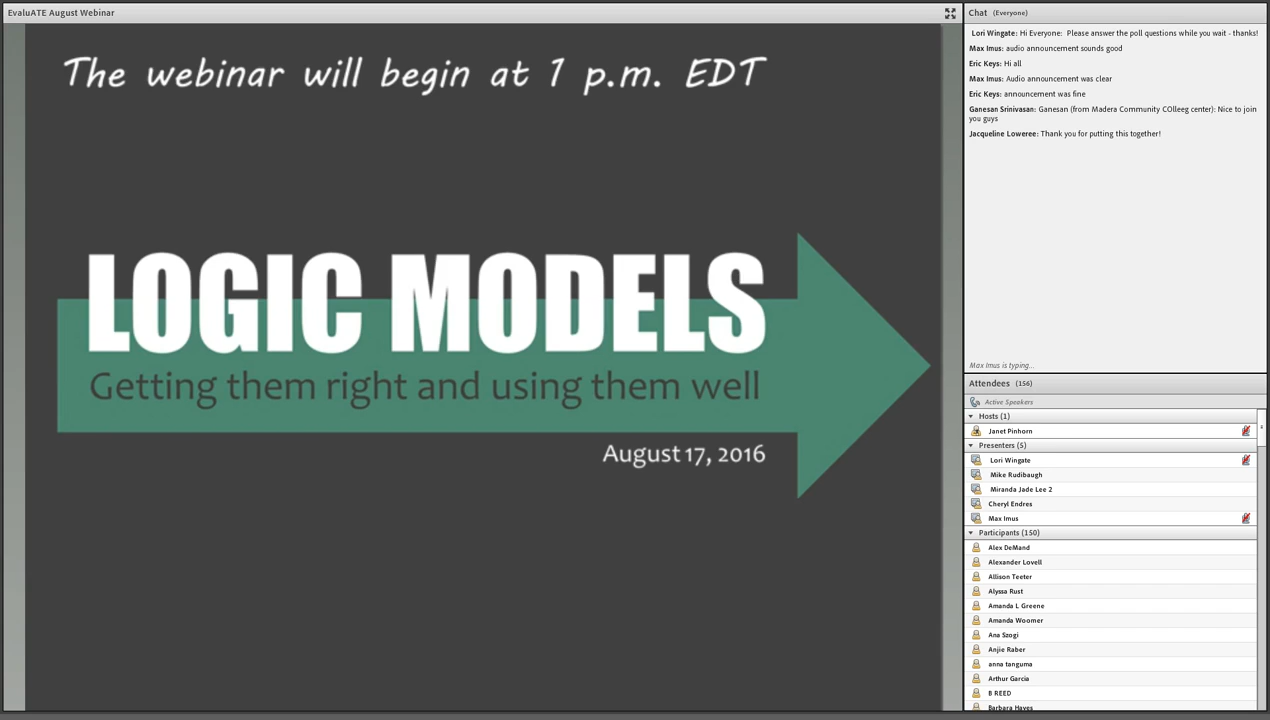 EvaluATE August Webinar
The webinar will begin at 1 p.m. EDT
LOGIC MODELS
Getting them right and using them well
August 17, 2016
Chat (Everyone)
Lori Wingate: Hi Everyone: Please answer the poll questions while you wait - thanks!
Max Imus: audio announcement sounds good
Eric Keys: Hi all
Max Imus: Audio announcement was clear
Eric Keys: announcement was fine
Ganesan Srinivasan: Ganesan (from Madera Community COlleeg center): Nice to join
you guys
Jacqueline Loweree: Thank you for putting this together!
Max Imus is typing...
Attendees (156)
Active Speakers
Hosts (1)
Janet Pinhorn
Presenters (5)
Lori Wingate
Mike Rudibaugh
Miranda Jade Lee 2
Cheryl Endres
Max Imus
Participants (150)
Alex DeMand
Alexander Lovell
Allison Teeter
Alyssa Rust
Amanda L Greene
Amanda Woomer
Ana Szogi
Anjie Raber
anna tanguma
Arthur Garcia
B REED
Barbara Hayes